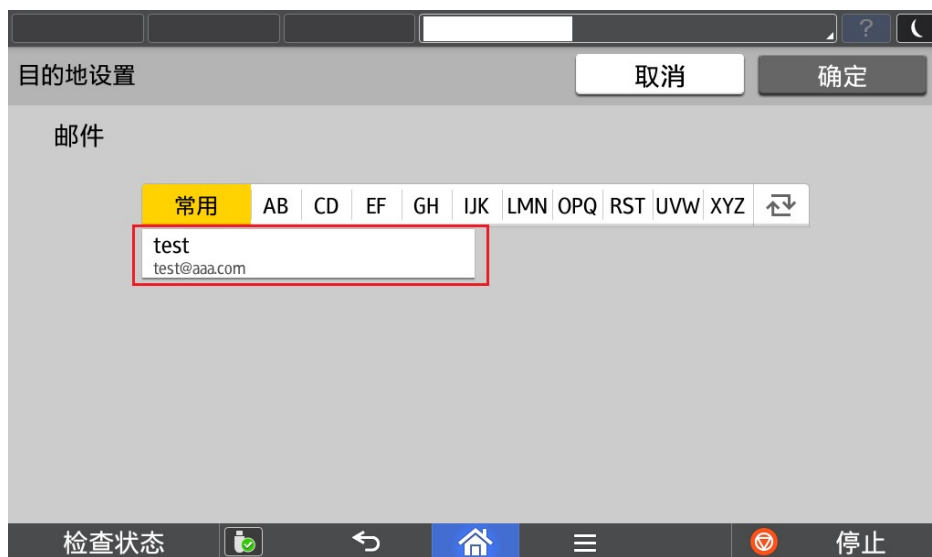 ?
目的地设置 取消 确定
邮件
常用 AB CD EF GH IJK LMN OPQ RST UVW XYZ
test
test@aaa.com
检查状态 停止